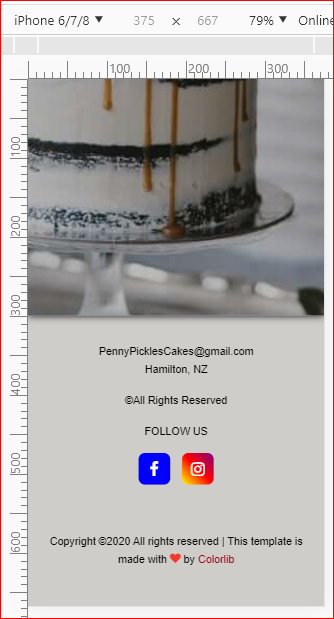 iPhone 6/7/8 ▼ 375 × 667 79% ▼ Online
100 200 300
100
200
300
400
500
600
PennyPicklesCakes@gmail.com
Hamilton, NZ
©All Rights Reserved
FOLLOW US
Copyright ©2020 All rights reserved | This template is
made with ❤ by Colorlib